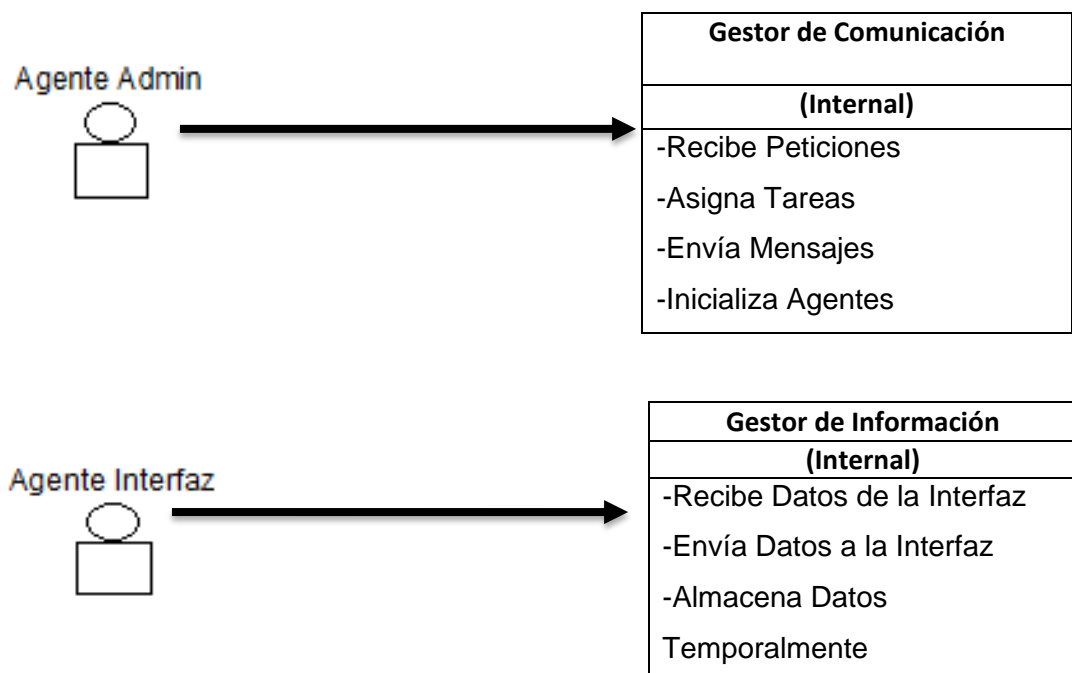 Agente Admin
Gestor de Comunicación
(Internal)
-Recibe Peticiones
-Asigna Tareas
-Envía Mensajes
-Inicializa Agentes
Agente Interfaz
Gestor de Información
(Internal)
-Recibe Datos de la Interfaz
-Envía Datos a la Interfaz
-Almacena Datos
Temporalmente